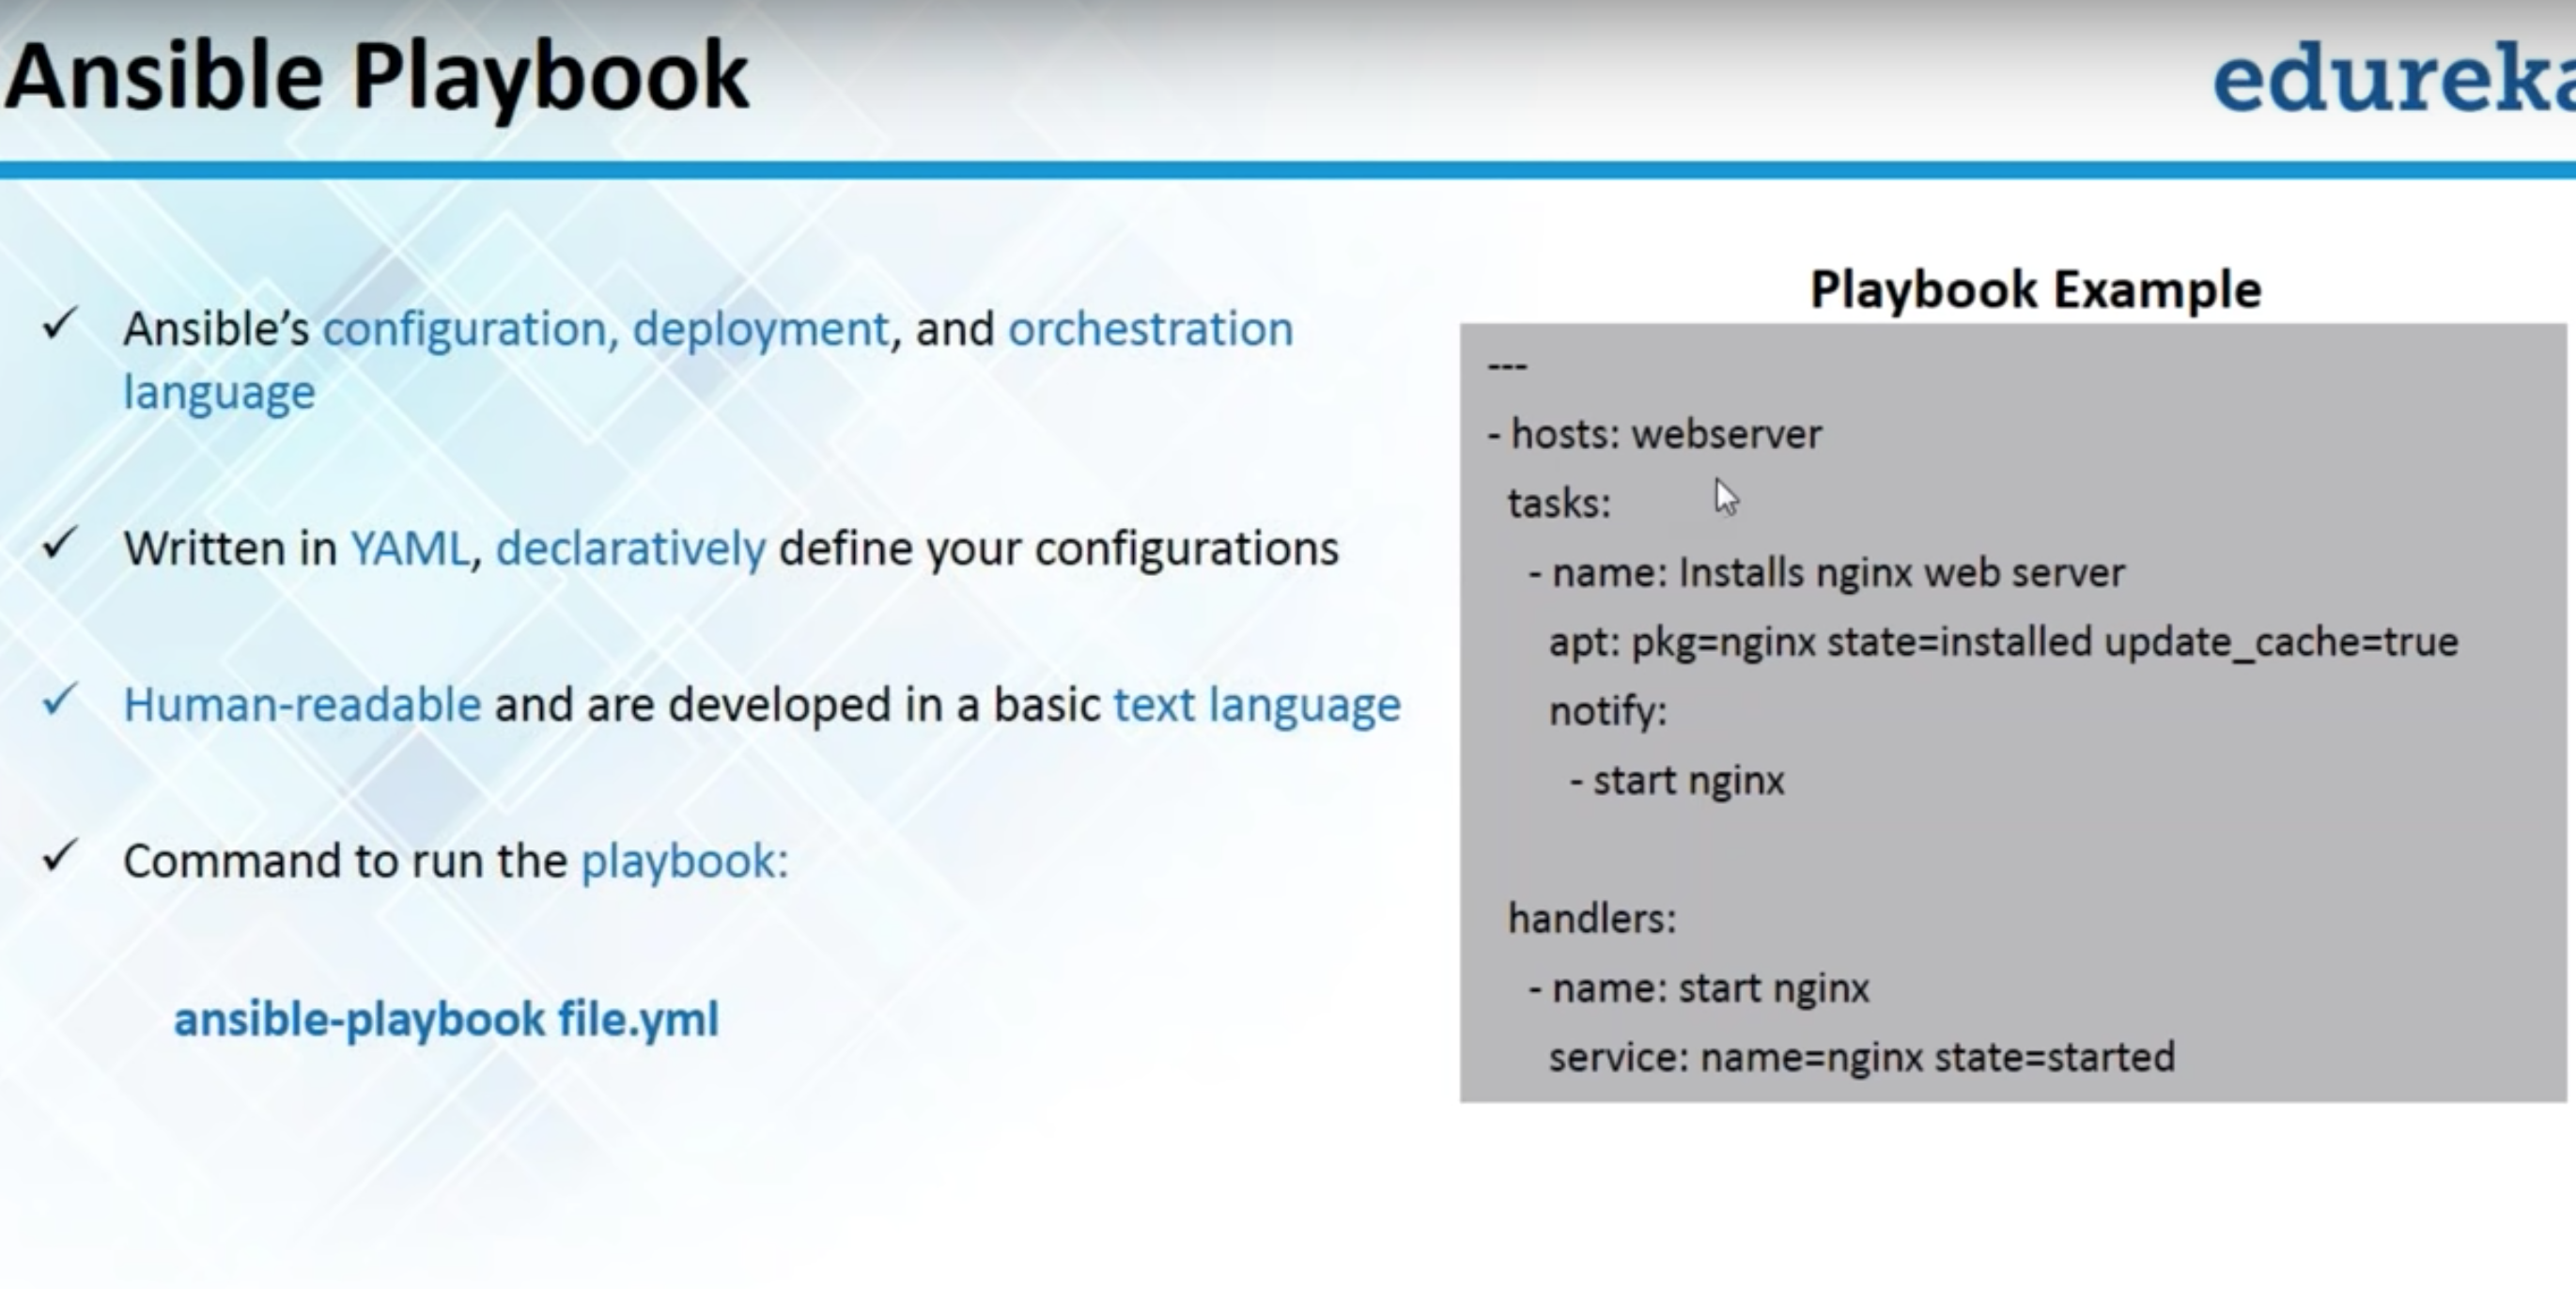 Ansible Playbook
edureka
✓ Ansible's configuration, deployment, and orchestration
language
✓ Written in YAML, declaratively define your configurations
✓ Human-readable and are developed in a basic text language
✓ Command to run the playbook:
ansible-playbook file.yml
Playbook Example
---
- hosts: webserver
tasks:
- name: Installs nginx web server
apt: pkg=nginx state=installed update_cache=true
notify:
- start nginx
handlers:
- name: start nginx
service: name=nginx state=started